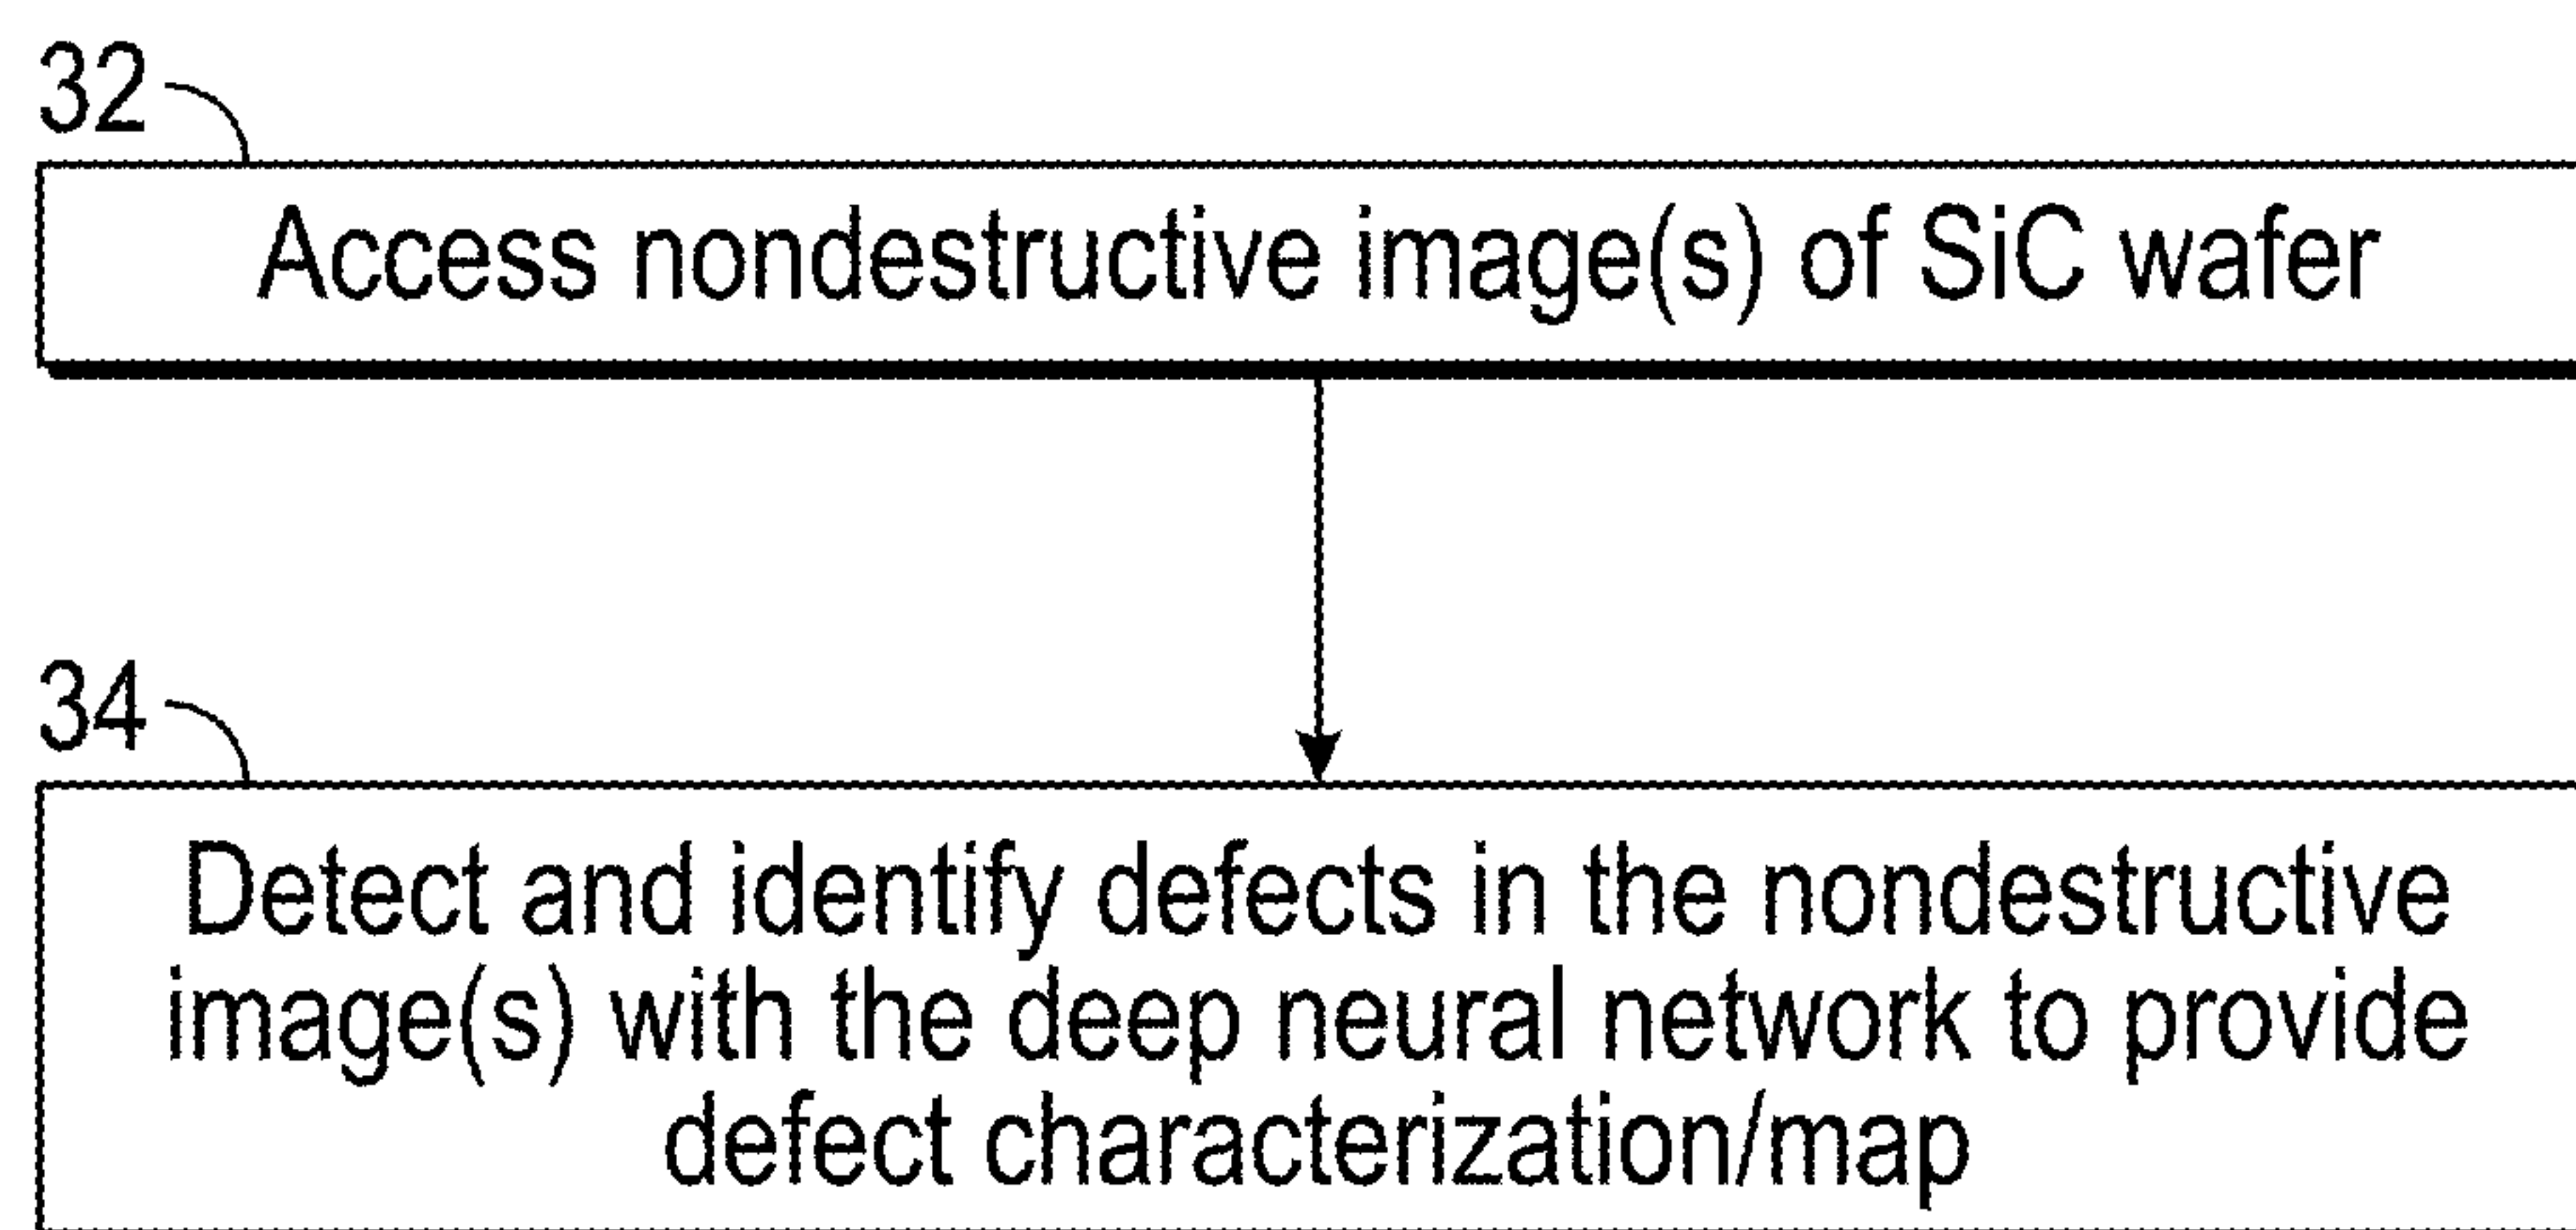 32
Access nondestructive image(s) of SiC wafer
34
Detect and identify defects in the nondestructive
image(s) with the deep neural network to provide
defect characterization/map